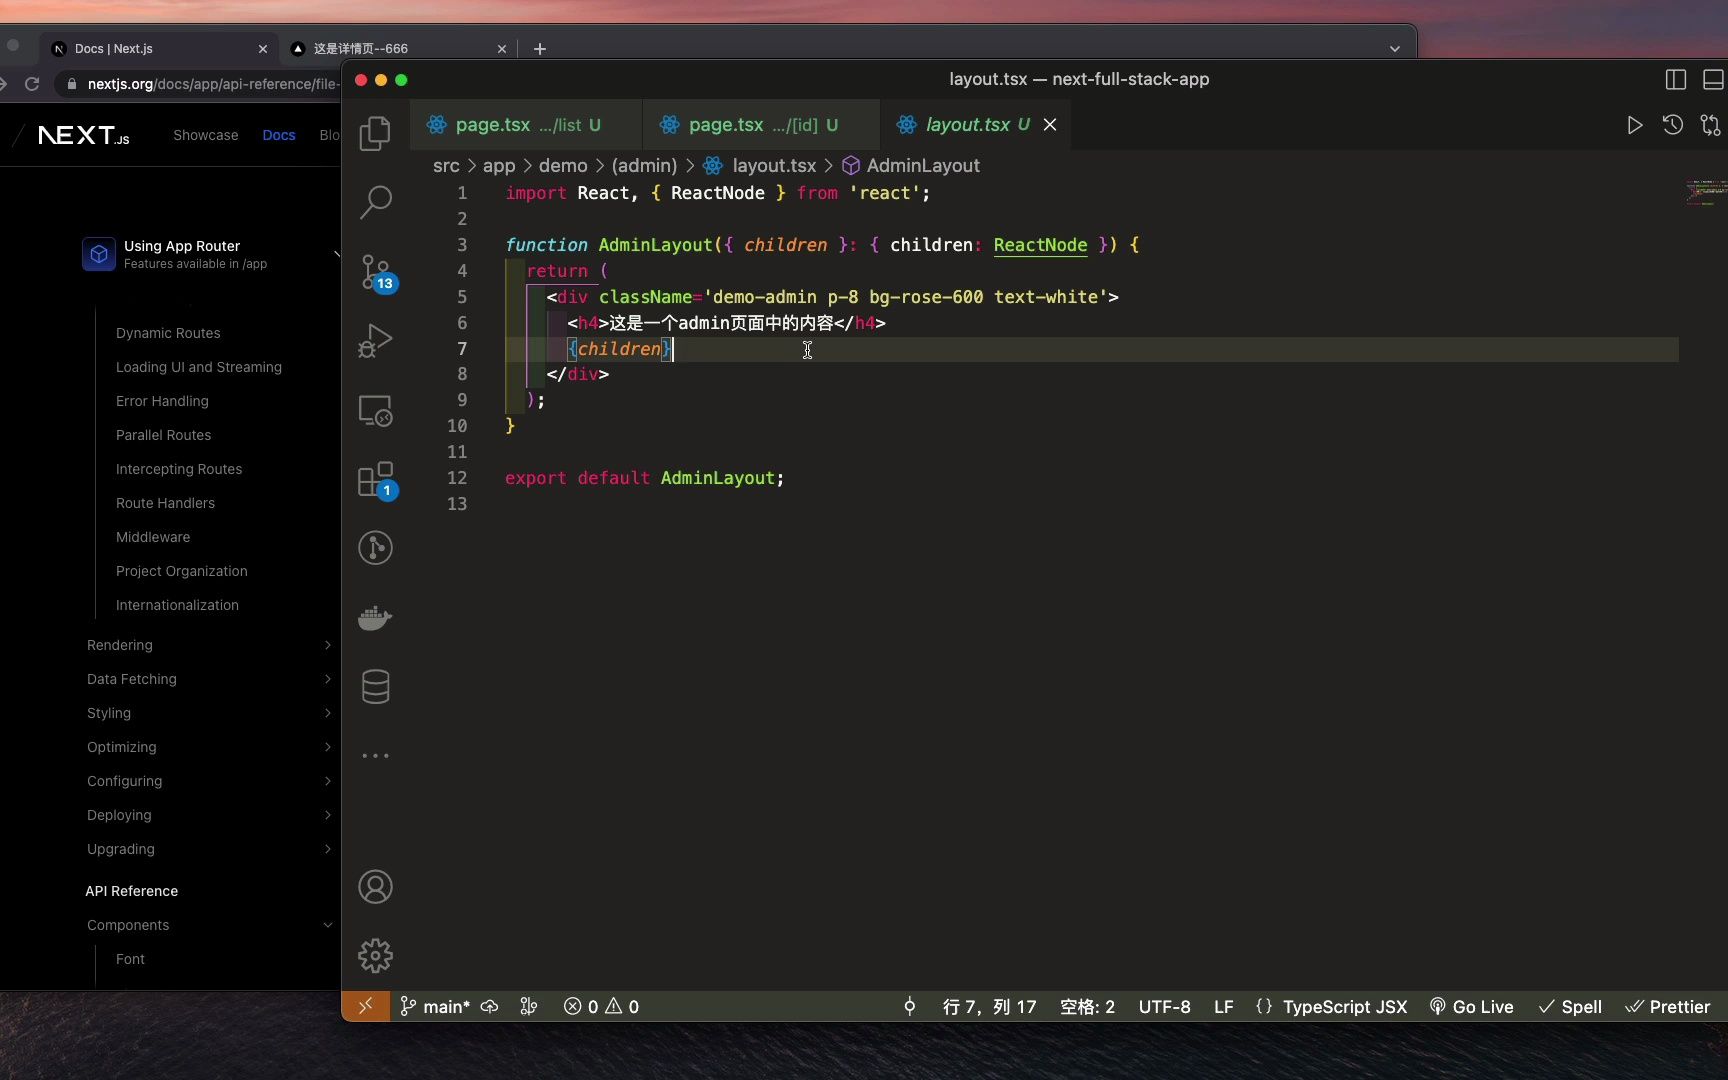 Docs | Next.js
这是详情页--666
nextjs.org/docs/app/api-reference/file-
NEXT.JS
Showcase
Docs
Blo
Using App Router
Features available in /app
Dynamic Routes
Loading UI and Streaming
Error Handling
Parallel Routes
Intercepting Routes
Route Handlers
Middleware
Project Organization
Internationalization
Rendering
Data Fetching
Styling
Optimizing
Configuring
Deploying
Upgrading
API Reference
Components
Font
layout.tsx — next-full-stack-app
page.tsx .../list U
page.tsx .../[id] U
layout.tsx U
src > app > demo > (admin) > layout.tsx > AdminLayout
13
1
1 import React, { ReactNode } from 'react';
2
3 function AdminLayout({ children }: { children: ReactNode }) {
4 return (
5 <div className='demo-admin p-8 bg-rose-600 text-white'>
6 <h4>这是一个admin页面中的内容</h4>
7 {children}
8 </div>
9 );
10 }
11
12 export default AdminLayout;
13
main*
0
0
行 7，列 17
空格: 2
UTF-8
LF
{} TypeScript JSX
Go Live
Spell
Prettier